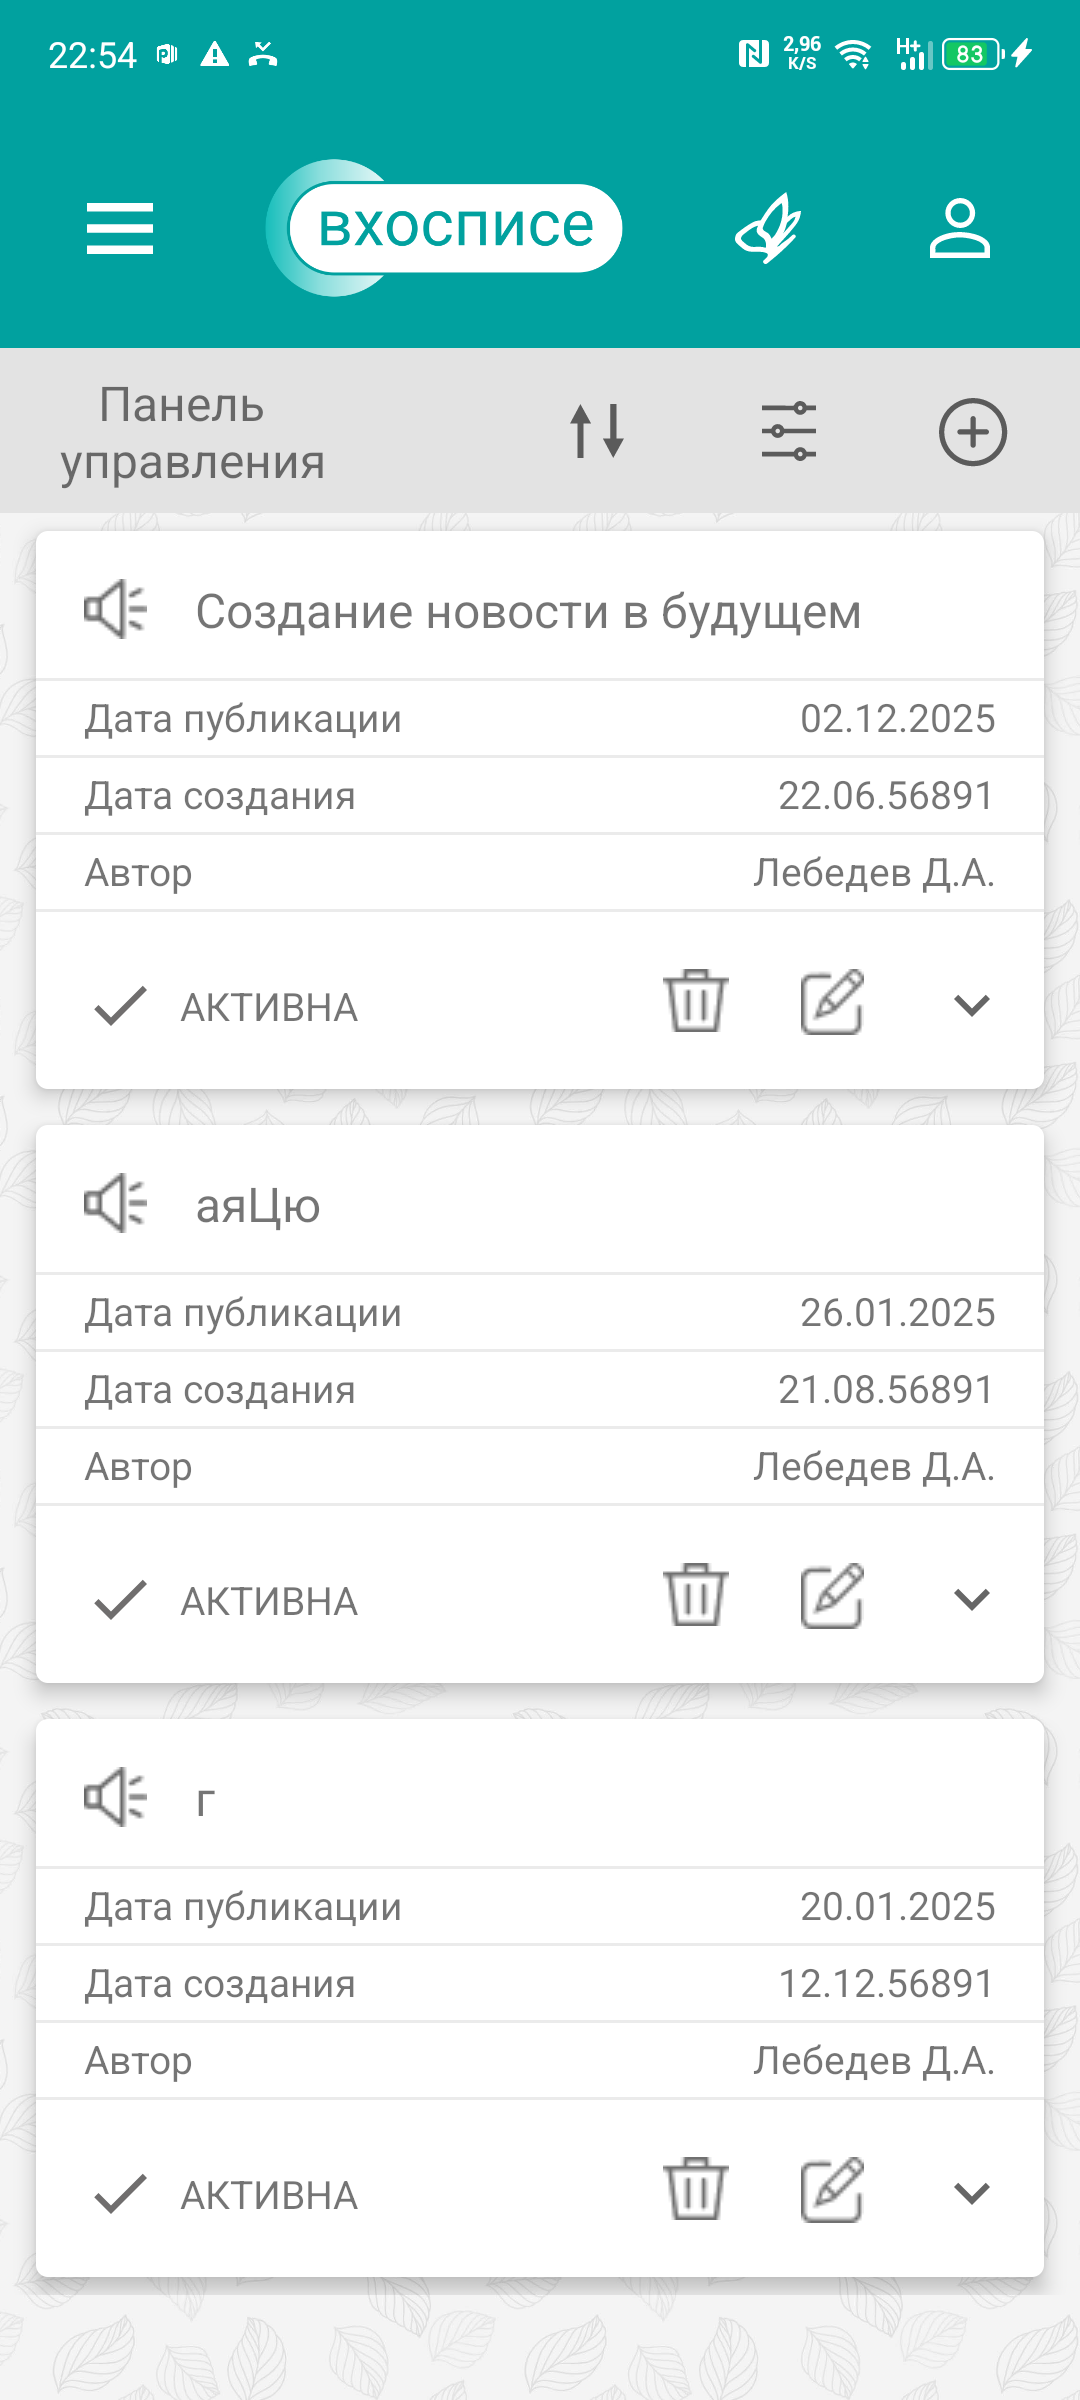 22:54
2,96
K/S
H+
83
вхосписе
Панель
управления
Создание новости в будущем
Дата публикации 02.12.2025
Дата создания 22.06.56891
Автор Лебедев Д.А.
АКТИВНА
аяЦю
Дата публикации 26.01.2025
Дата создания 21.08.56891
Автор Лебедев Д.А.
АКТИВНА
г
Дата публикации 20.01.2025
Дата создания 12.12.56891
Автор Лебедев Д.А.
АКТИВНА